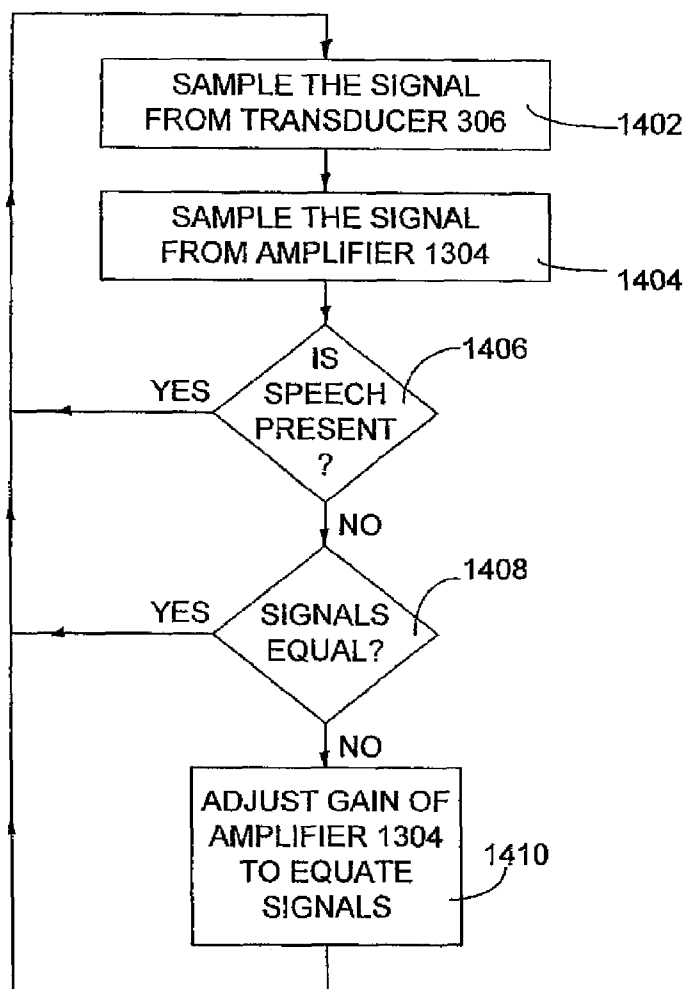 SAMPLE THE SIGNAL
FROM TRANSDUCER 306
1402
SAMPLE THE SIGNAL
FROM AMPLIFIER 1304
1404
IS
SPEECH
PRESENT
?
1406
YES
NO
SIGNALS
EQUAL?
1408
YES
NO
ADJUST GAIN OF
AMPLIFIER 1304
TO EQUATE
SIGNALS
1410